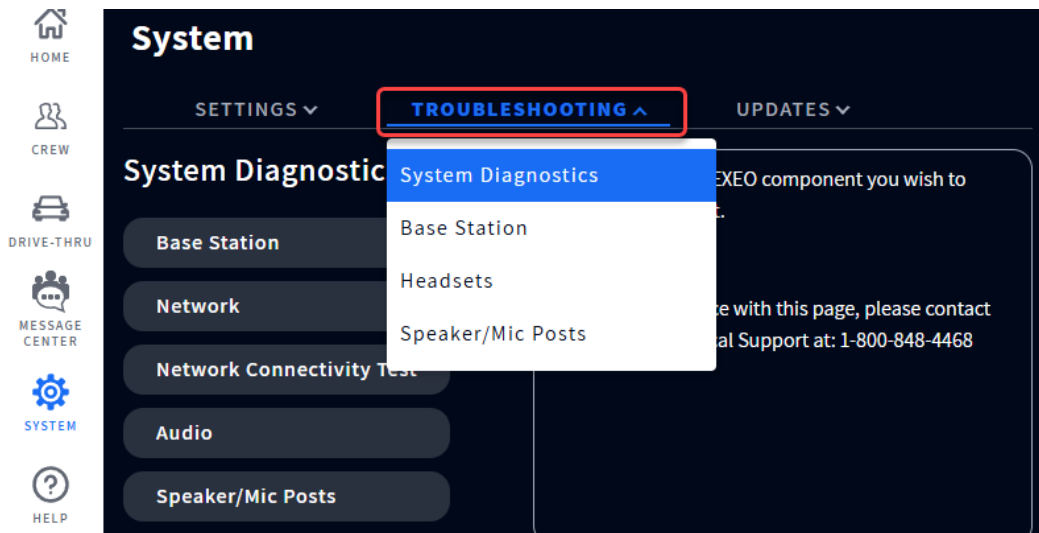 HOME
CREW
DRIVE-THRU
MESSAGE
CENTER
SYSTEM
HELP
System
SETTINGS
TROUBLESHOOTING
UPDATES
System Diagnostic
Base Station
Network
Network Connectivity Test
Audio
Speaker/Mic Posts
System Diagnostics
Base Station
Headsets
Speaker/Mic Posts
EXEO component you wish to
with this page, please contact
Support at: 1-800-848-4468